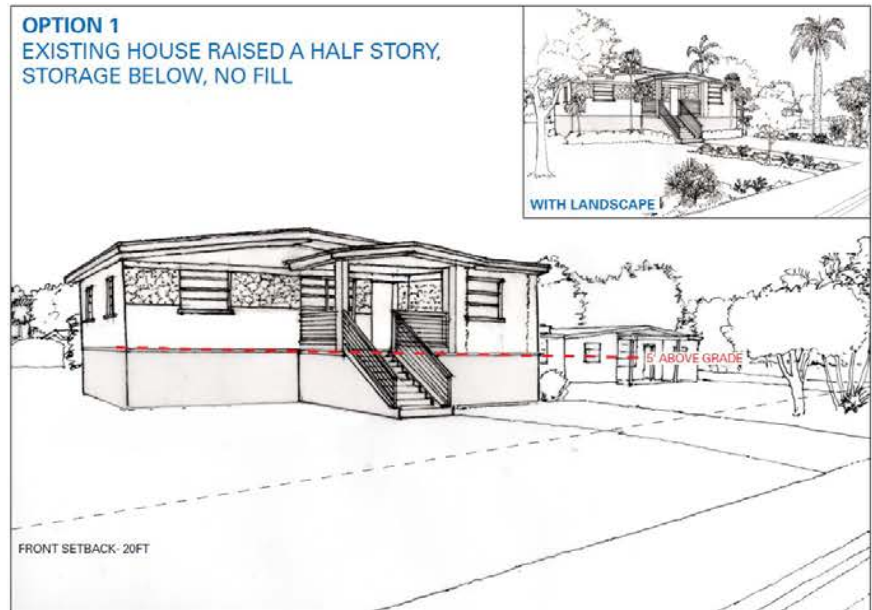 OPTION 1
EXISTING HOUSE RAISED A HALF STORY,
STORAGE BELOW, NO FILL
WITH LANDSCAPE
5' ABOVE GRADE
FRONT SETBACK- 20FT